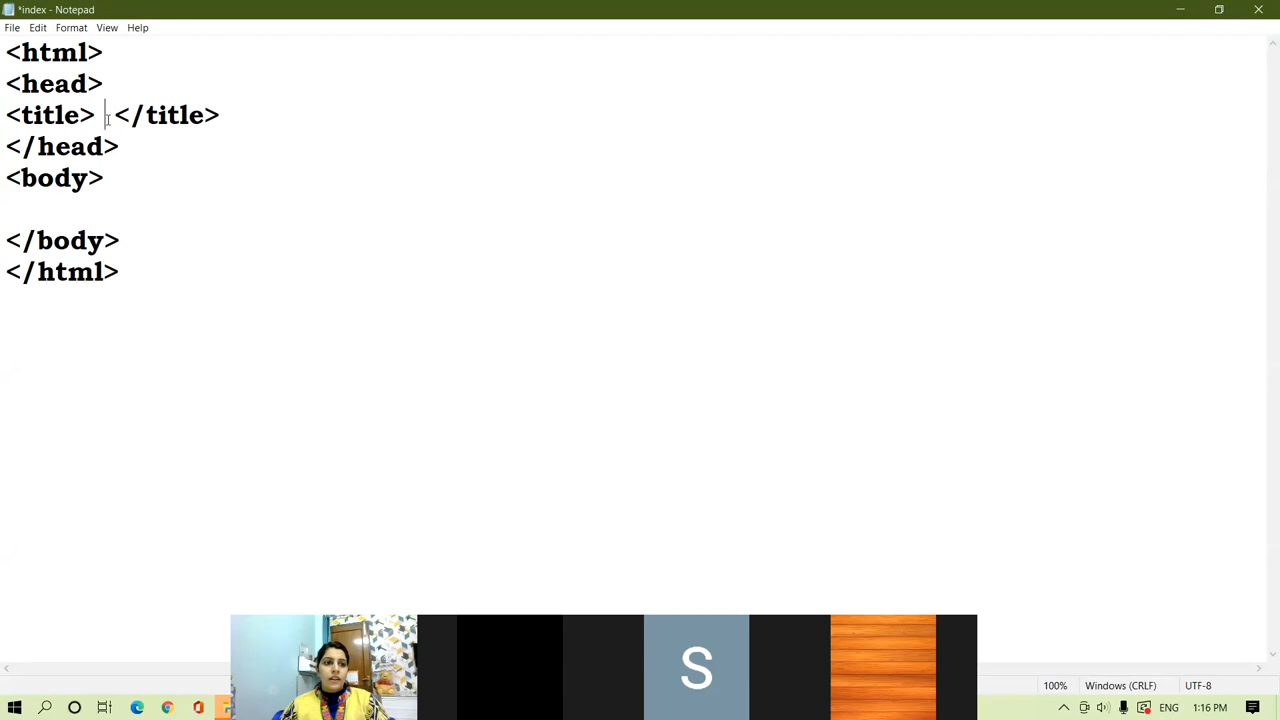 *index - Notepad
File Edit Format View Help
<html>
<head>
<title> </title>
</head>
<body>
</body>
</html>
S
100% Windows (CRLF) UTF-8
ENG 1:16 PM